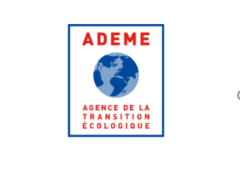 ADEME
AGENCE DE LA
TRANSITION
ÉCOLOGIQUE